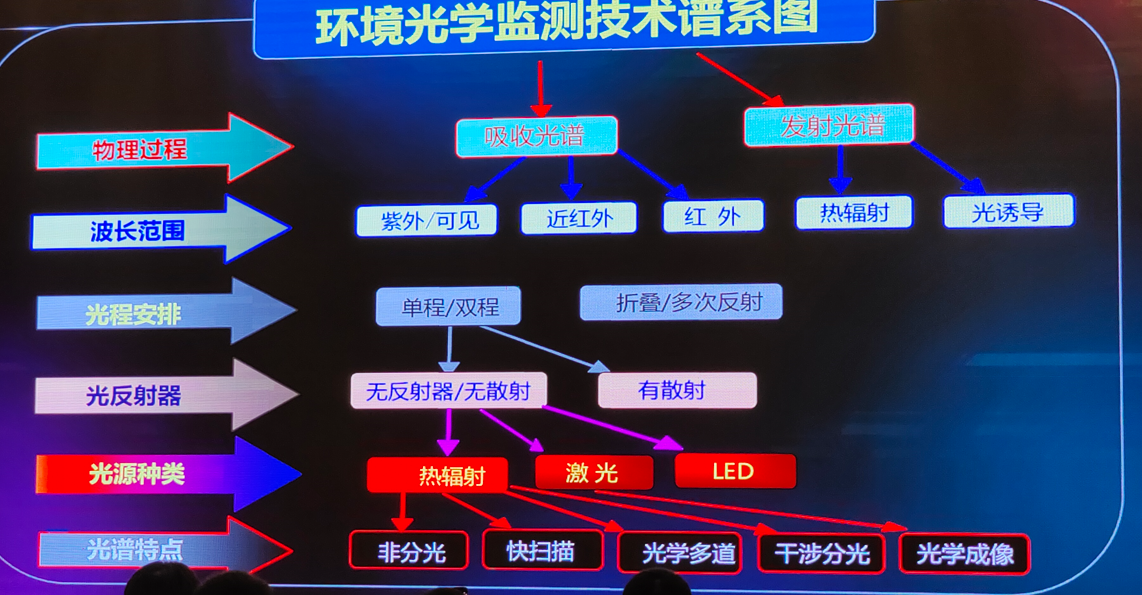 环境光学监测技术谱系图
物理过程
吸收光谱
发射光谱
波长范围
紫外/可见
近红外
红 外
热辐射
光诱导
光程安排
单程/双程
折叠/多次反射
光反射器
无反射器/无散射
有散射
光源种类
热辐射
激 光
LED
光谱特点
非分光
快扫描
光学多道
干涉分光
光学成像